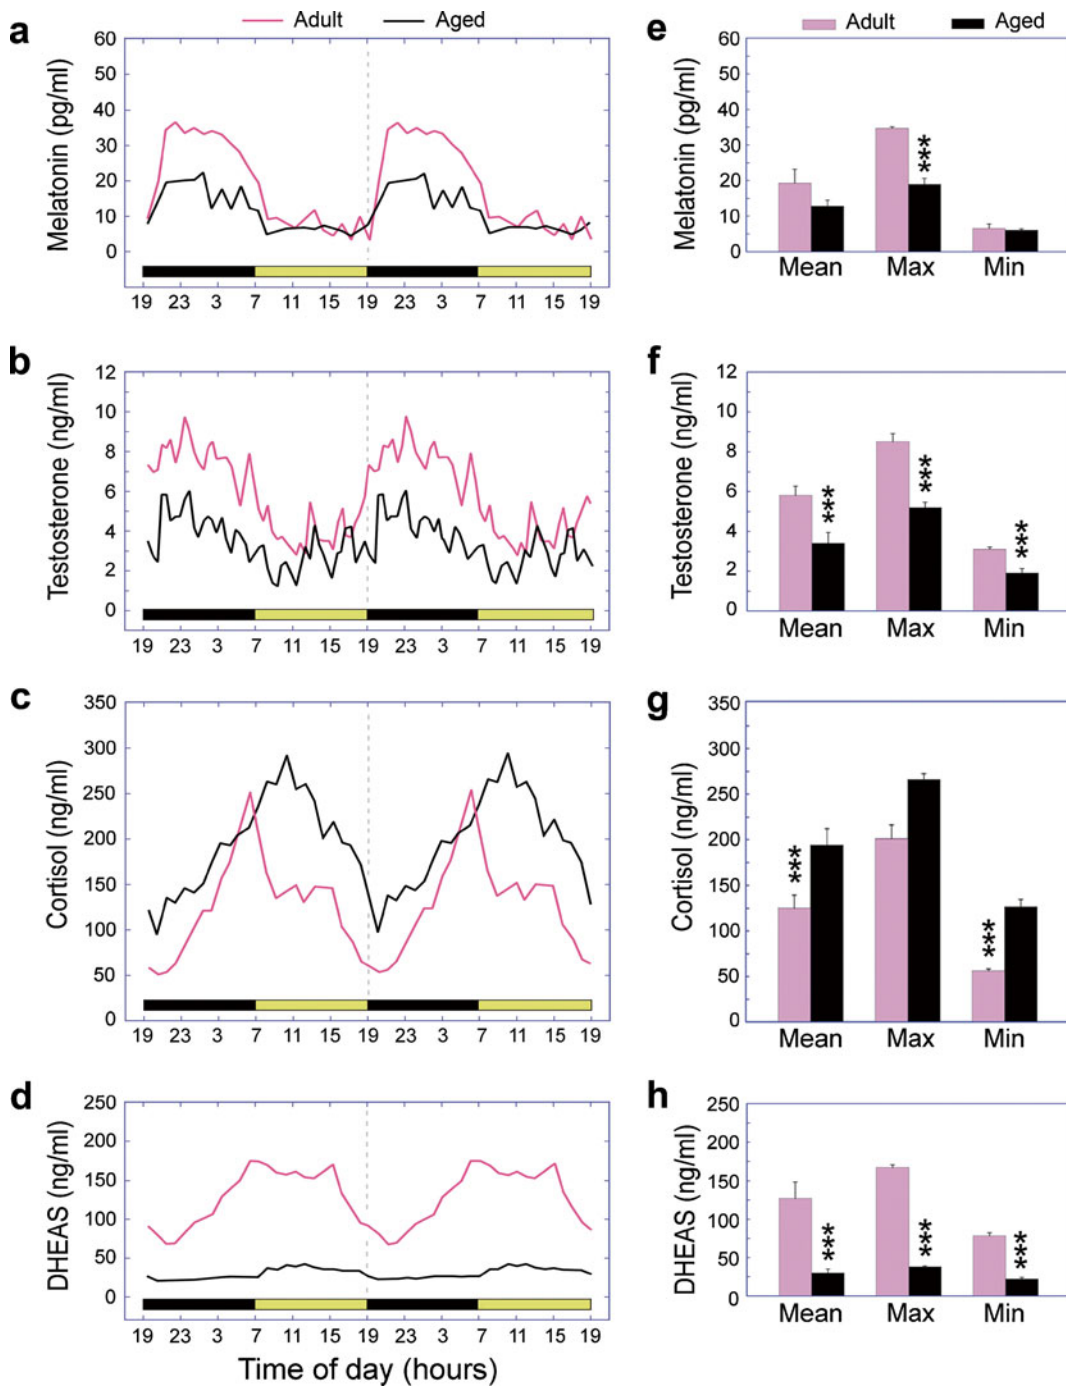 Adult Aged
a
Melatonin (pg/ml)
60
50
40
30
20
10
0
19 23 3 7 11 15 19 23 3 7 11 15 19
b
Testosterone (ng/ml)
12
10
8
6
4
2
0
19 23 3 7 11 15 19 23 3 7 11 15 19
c
Cortisol (ng/ml)
350
300
250
200
150
100
50
0
19 23 3 7 11 15 19 23 3 7 11 15 19
d
DHEAS (ng/ml)
250
200
150
100
50
0
19 23 3 7 11 15 19 23 3 7 11 15 19
Time of day (hours)
Adult Aged
e
Melatonin (pg/ml)
60
50
40
30
20
10
0
***
Mean Max Min
f
Testosterone (ng/ml)
12
10
8
6
4
2
0
*** *** ***
Mean Max Min
g
Cortisol (ng/ml)
350
300
250
200
150
100
50
0
*** ***
Mean Max Min
h
DHEAS (ng/ml)
250
200
150
100
50
0
*** *** ***
Mean Max Min